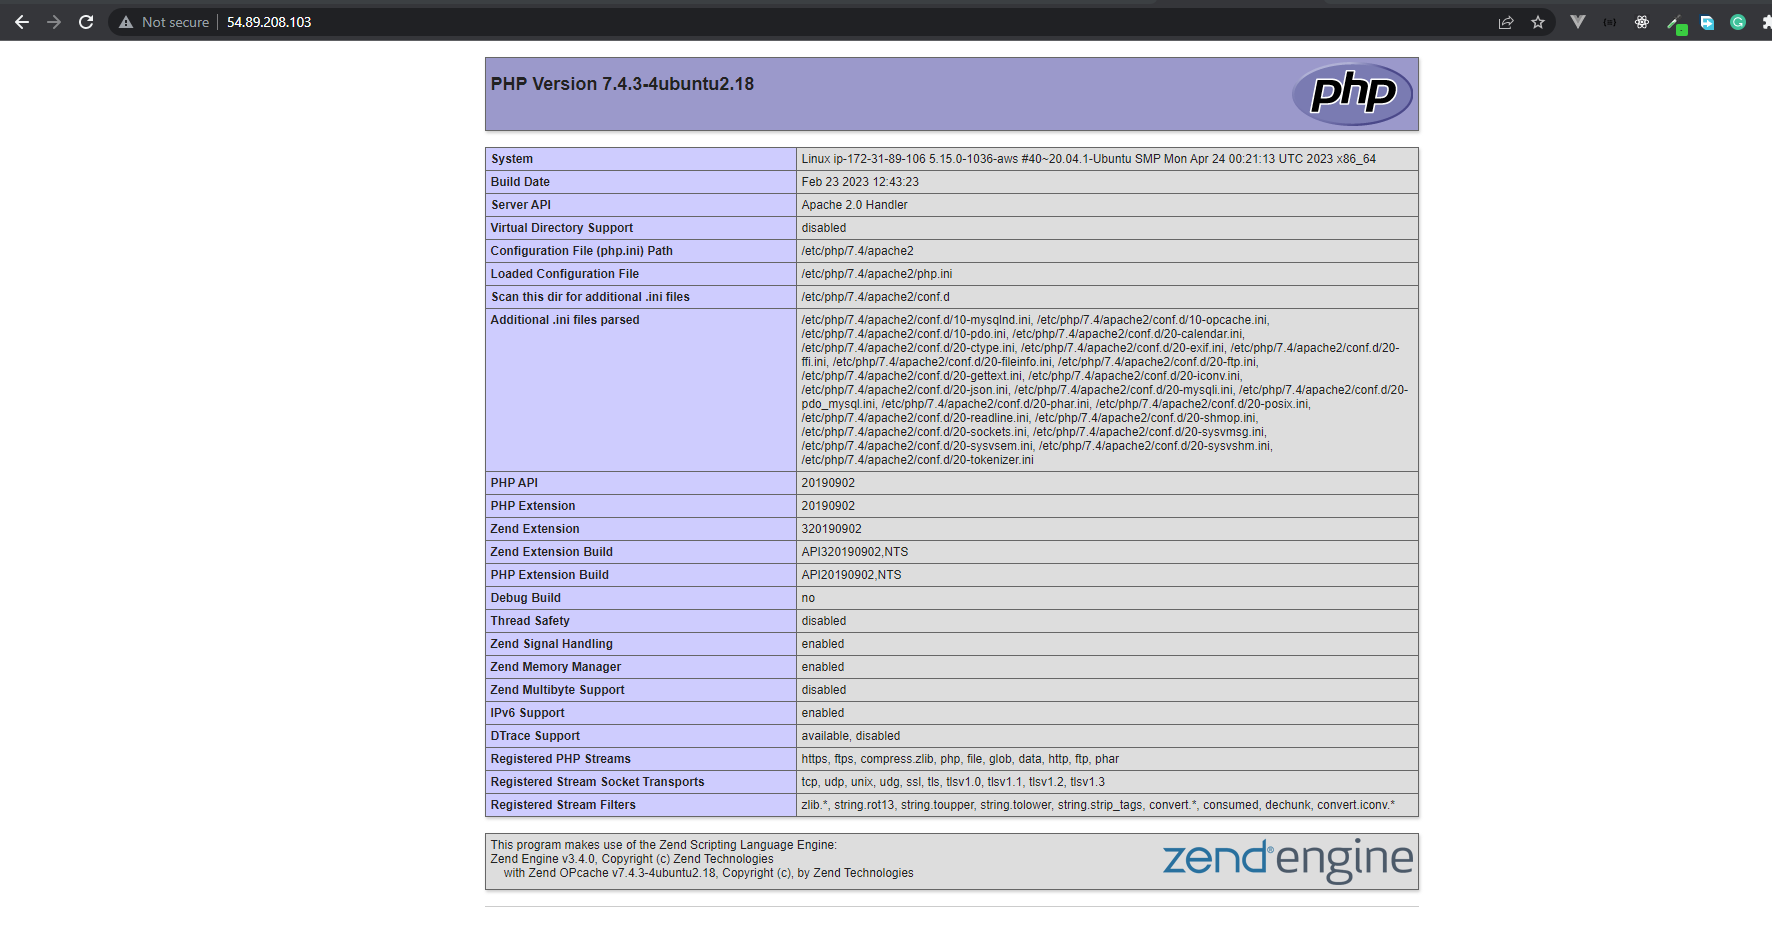 Not secure 54.89.208.103
PHP Version 7.4.3-4ubuntu2.18
php
System Linux ip-172-31-89-106 5.15.0-1036-aws #40~20.04.1-Ubuntu SMP Mon Apr 24 00:21:13 UTC 2023 x86_64
Build Date Feb 23 2023 12:43:23
Server API Apache 2.0 Handler
Virtual Directory Support disabled
Configuration File (php.ini) Path /etc/php/7.4/apache2
Loaded Configuration File /etc/php/7.4/apache2/php.ini
Scan this dir for additional .ini files /etc/php/7.4/apache2/conf.d
Additional .ini files parsed /etc/php/7.4/apache2/conf.d/10-mysqlnd.ini, /etc/php/7.4/apache2/conf.d/10-opcache.ini,
/etc/php/7.4/apache2/conf.d/10-pdo.ini, /etc/php/7.4/apache2/conf.d/20-calendar.ini,
/etc/php/7.4/apache2/conf.d/20-ctype.ini, /etc/php/7.4/apache2/conf.d/20-exif.ini, /etc/php/7.4/apache2/conf.d/20-
ffi.ini, /etc/php/7.4/apache2/conf.d/20-fileinfo.ini, /etc/php/7.4/apache2/conf.d/20-ftp.ini,
/etc/php/7.4/apache2/conf.d/20-gettext.ini, /etc/php/7.4/apache2/conf.d/20-iconv.ini,
/etc/php/7.4/apache2/conf.d/20-json.ini, /etc/php/7.4/apache2/conf.d/20-mysqli.ini, /etc/php/7.4/apache2/conf.d/20-
pdo_mysql.ini, /etc/php/7.4/apache2/conf.d/20-phar.ini, /etc/php/7.4/apache2/conf.d/20-posix.ini,
/etc/php/7.4/apache2/conf.d/20-readline.ini, /etc/php/7.4/apache2/conf.d/20-shmop.ini,
/etc/php/7.4/apache2/conf.d/20-sockets.ini, /etc/php/7.4/apache2/conf.d/20-sysvmsg.ini,
/etc/php/7.4/apache2/conf.d/20-sysvsem.ini, /etc/php/7.4/apache2/conf.d/20-sysvshm.ini,
/etc/php/7.4/apache2/conf.d/20-tokenizer.ini
PHP API 20190902
PHP Extension 20190902
Zend Extension 320190902
Zend Extension Build API320190902,NTS
PHP Extension Build API20190902,NTS
Debug Build no
Thread Safety disabled
Zend Signal Handling enabled
Zend Memory Manager enabled
Zend Multibyte Support disabled
IPv6 Support enabled
DTrace Support available, disabled
Registered PHP Streams https, ftps, compress.zlib, php, file, glob, data, http, ftp, phar
Registered Stream Socket Transports tcp, udp, unix, udg, ssl, tls, tlsv1.0, tlsv1.1, tlsv1.2, tlsv1.3
Registered Stream Filters zlib.*, string.rot13, string.toupper, string.tolower, string.strip_tags, convert.*, consumed, dechunk, convert.iconv.*
This program makes use of the Zend Scripting Language Engine:
Zend Engine v3.4.0, Copyright (c) Zend Technologies
with Zend OPcache v7.4.3-4ubuntu2.18, Copyright (c), by Zend Technologies
zend® engine